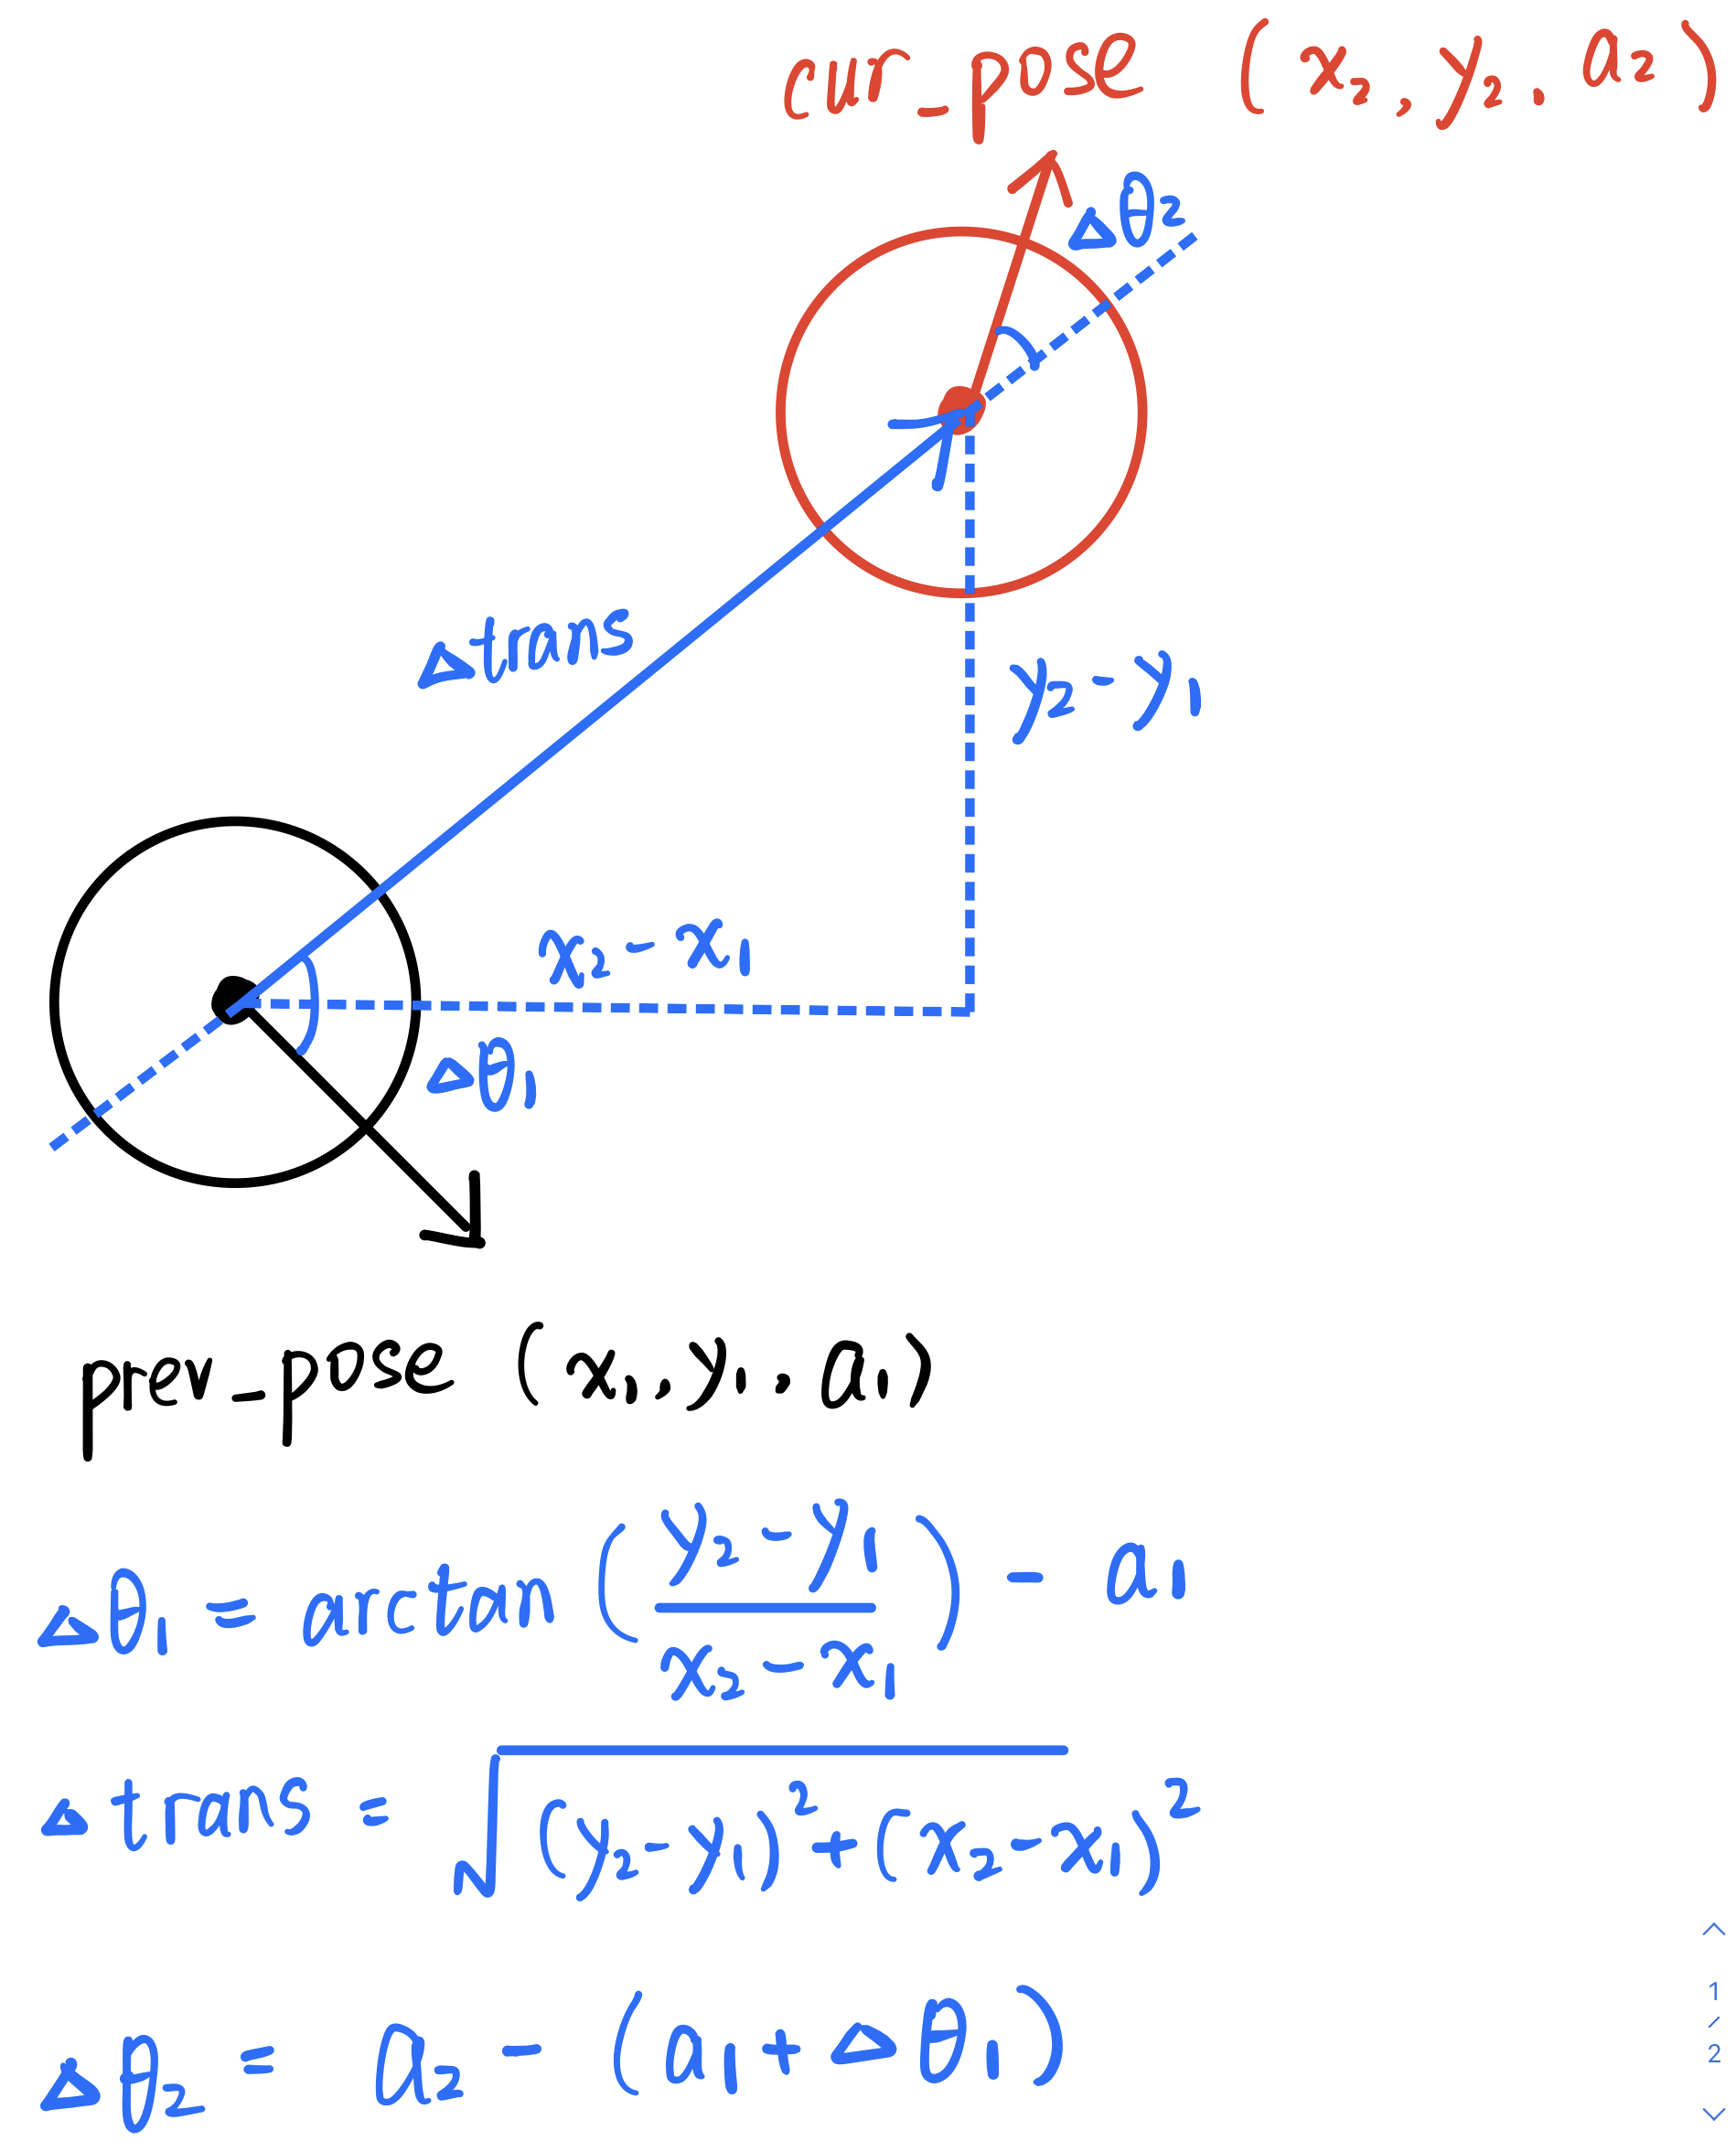 cur_pose ( x₂, y₂. a₂ )
Δθ₂
Δtrans
y₂ - y₁
x₂ - x₁
Δθ₁
prev_pose ( x₁, y₁. a₁ )
Δθ₁ = arctan ( (y₂ - y₁) / (x₂ - x₁) ) - a₁
Δtrans = √(y₂-y₁)² + (x₂-x₁)²
Δθ₂ = a₂ - ( a₁ + Δθ₁ )
1
/
2